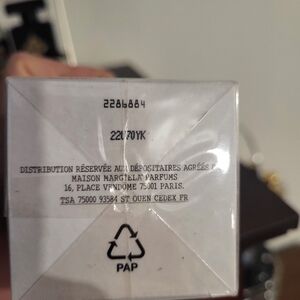 2286884
22U70YK
DISTRIBUTION RÉSERVÉE AUX DÉPOSITAIRES AGRÉÉS
MAISON MARGIELA PARFUMS
16, PLACE VENDOME 75001 PARIS.
TSA 75000 93584 ST OUEN CEDEX FR
PAP